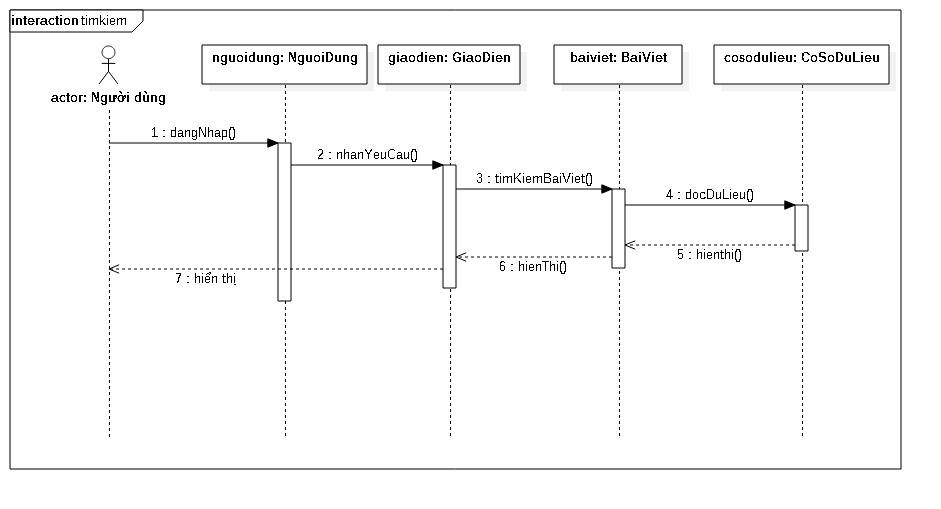 interaction timkiem
nguoidung: NguoiDung
giaodien: GiaoDien
baiviet: BaiViet
cosodulieu: CoSoDuLieu
actor: Người dùng
1 : dangNhap()
2 : nhanYeuCau()
3 : timKiemBaiViet()
4 : docDuLieu()
5 : hienthi()
6 : hienThi()
7 : hiển thị